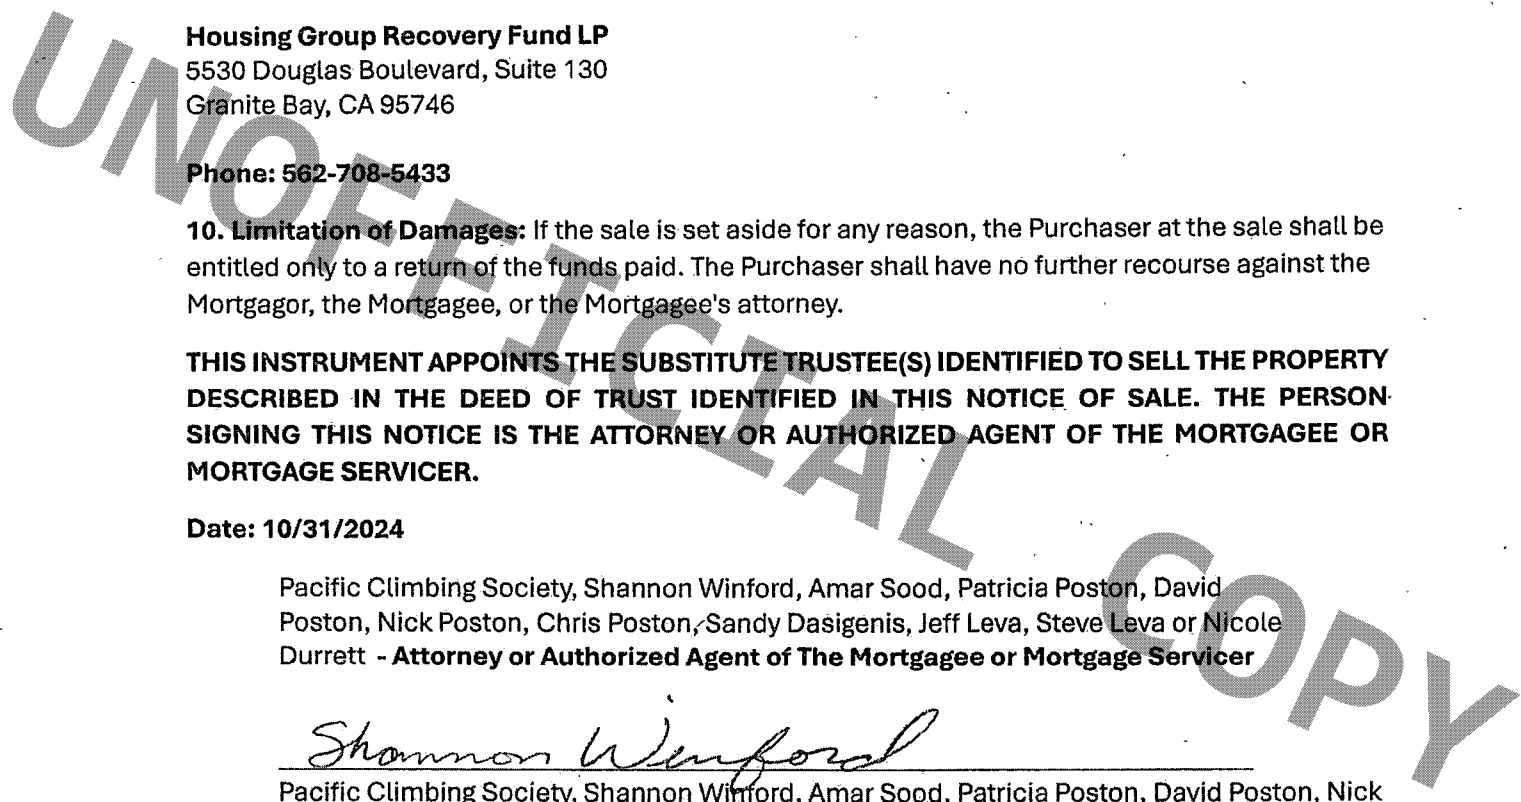 Housing Group Recovery Fund LP
5530 Douglas Boulevard, Suite 130
Granite Bay, CA 95746
Phone: 562-708-5433
10. Limitation of Damages: If the sale is set aside for any reason, the Purchaser at the sale shall be
entitled only to a return of the funds paid. The Purchaser shall have no further recourse against the
Mortgagor, the Mortgagee, or the Mortgagee's attorney.
THIS INSTRUMENT APPOINTS THE SUBSTITUTE TRUSTEE(S) IDENTIFIED TO SELL THE PROPERTY
DESCRIBED IN THE DEED OF TRUST IDENTIFIED IN THIS NOTICE OF SALE. THE PERSON
SIGNING THIS NOTICE IS THE ATTORNEY OR AUTHORIZED AGENT OF THE MORTGAGEE OR
MORTGAGE SERVICER.
Date: 10/31/2024
Pacific Climbing Society, Shannon Winford, Amar Sood, Patricia Poston, David
Poston, Nick Poston, Chris Poston, Sandy Dasigenis, Jeff Leva, Steve Leva or Nicole
Durrett - Attorney or Authorized Agent of The Mortgagee or Mortgage Servicer
Shannon Winford
Pacific Climbing Society, Shannon Winford, Amar Sood, Patricia Poston, David Poston, Nick
UNOFFICIAL COPY